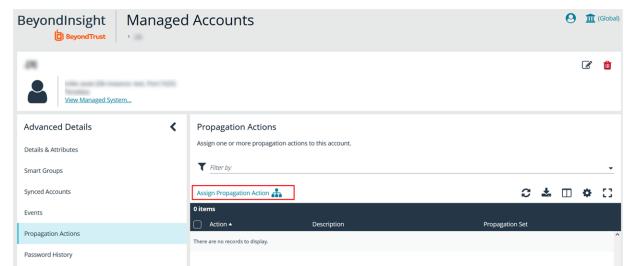 BeyondInsight
BeyondTrust
Managed Accounts
(Global)
View Managed System...
Advanced Details
Details & Attributes
Smart Groups
Synced Accounts
Events
Propagation Actions
Password History
Propagation Actions
Assign one or more propagation actions to this account.
Filter by
Assign Propagation Action
0 items
Action Description Propagation Set
There are no records to display.